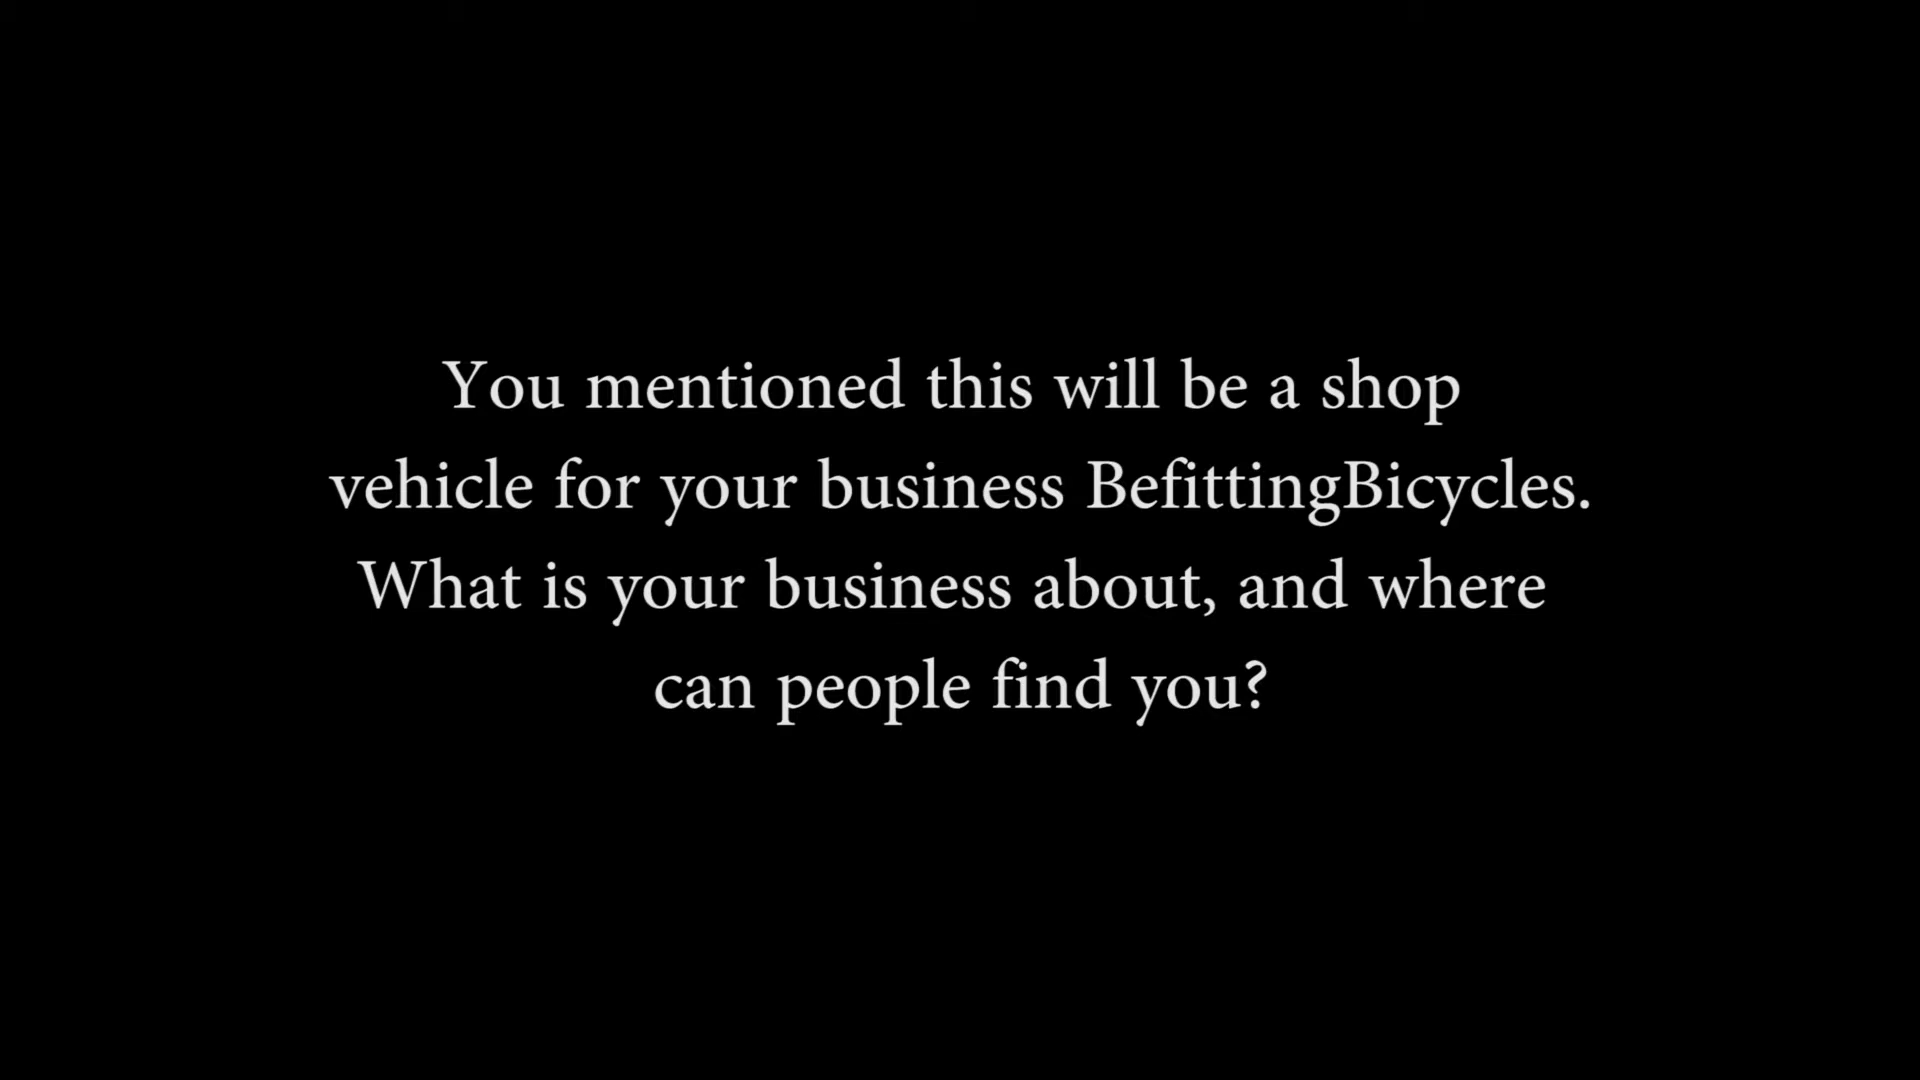 You mentioned this will be a shop
vehicle for your business BefittingBicycles.
What is your business about, and where
can people find you?